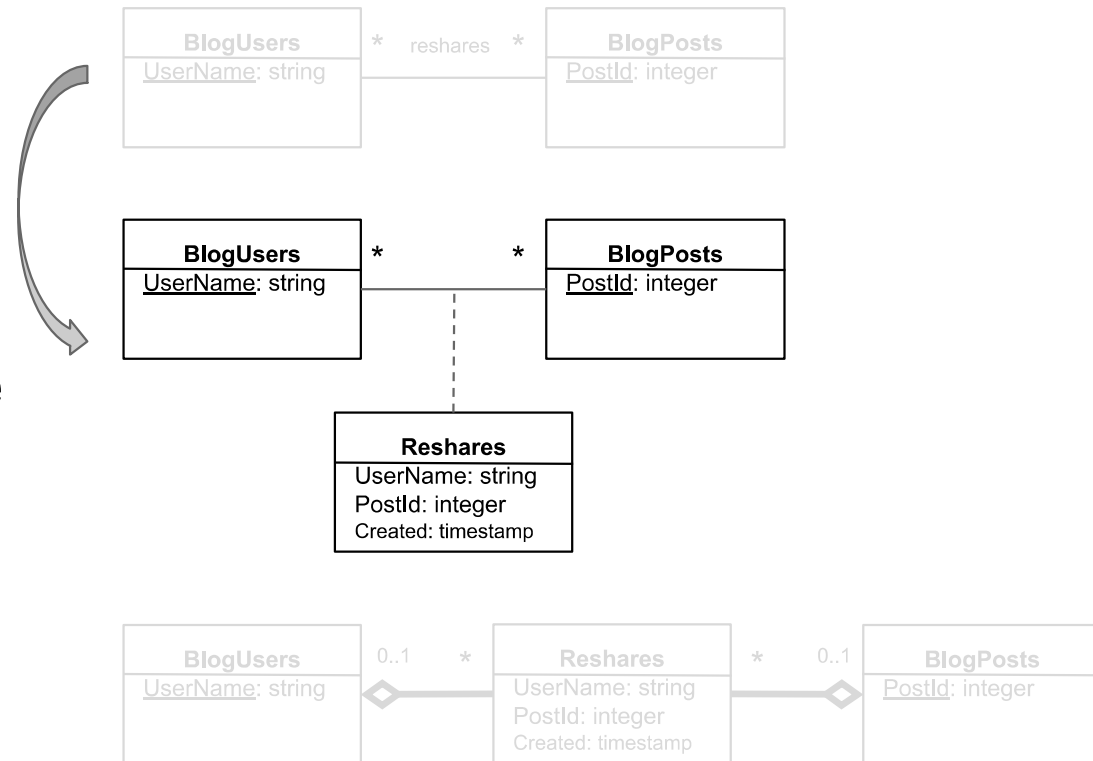 BlogUsers * reshares * BlogPosts
UserName: string PostId: integer
BlogUsers * * BlogPosts
UserName: string PostId: integer
e
Reshares
UserName: string
PostId: integer
Created: timestamp
BlogUsers 0..1 * Reshares * 0..1 BlogPosts
UserName: string UserName: string PostId: integer
PostId: integer
Created: timestamp